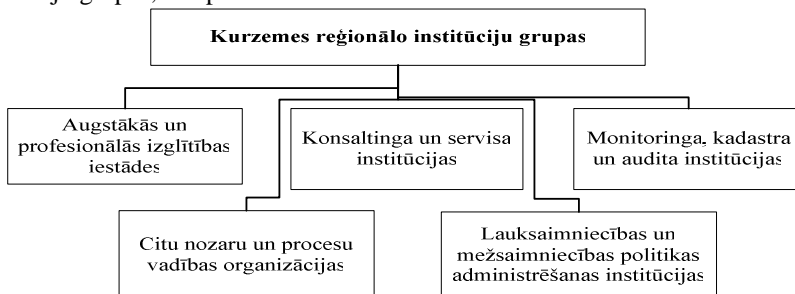 Kurzemes reģionālo institūciju grupas
Augstākās un
profesionālās izglītības
iestādes
Konsaltinga un servisa
institūcijas
Monitoringa, kadastra
un audita institūcijas
Citu nozaru un procesu
vadības organizācijas
Lauksaimniecības un
mežsaimniecības politikas
administrēšanas institūcijas